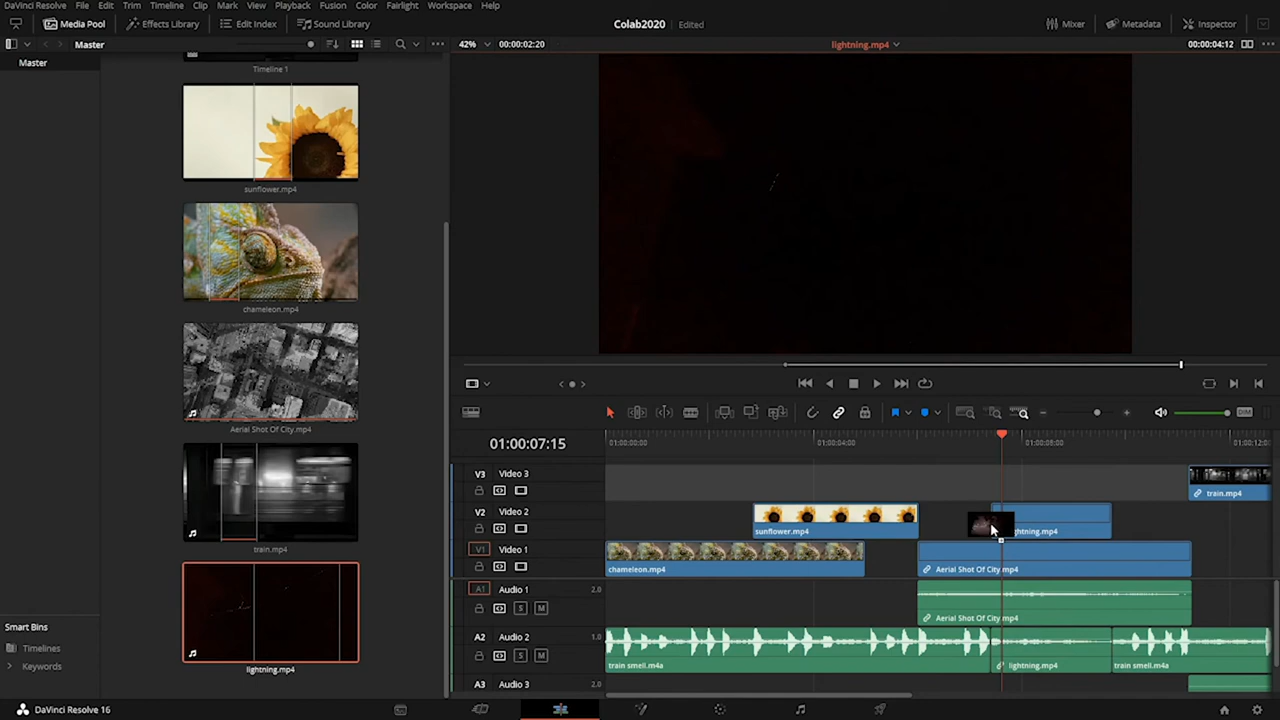 DaVinci Resolve File Edit Trim Timeline Clip Mark View Playback Fusion Color Fairlight Workspace Help
Media Pool Effects Library Edit Index Sound Library Colab2020 Edited Mixer Metadata Inspector
Master 42% 00:00:02:20 lightning.mp4 00:00:04:12
Master
Timeline 1
sunflower.mp4
chameleon.mp4
Aerial Shot Of City.mp4
train.mp4
lightning.mp4
Smart Bins
Timelines
Keywords
DIM
01:00:07:15 01:00:00:00 01:00:04:00 01:00:08:00 01:00:12:00
V3 Video 3
train.mp4
V2 Video 2
sunflower.mp4 ghtning.mp4
V1 Video 1
chameleon.mp4 Aerial Shot Of City.mp4
A1 Audio 1 2.0
S M
Aerial Shot Of City.mp4
A2 Audio 2 1.0
S M
train smell.m4a lightning.mp4 train smell.m4a
A3 Audio 3 2.0
DaVinci Resolve 16